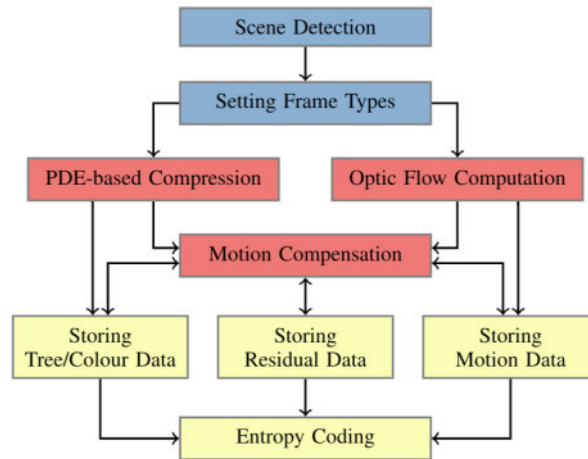 Scene Detection
Setting Frame Types
PDE-based Compression
Optic Flow Computation
Motion Compensation
Storing
Tree/Colour Data
Storing
Residual Data
Storing
Motion Data
Entropy Coding